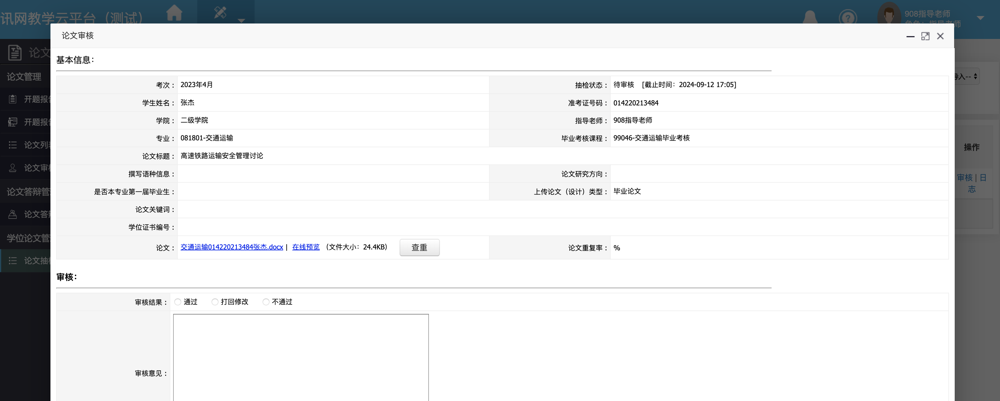 讯网教学云平台（测试）
908指导老师
论文审核
论文
基本信息：
论文管理
考次：
2023年4月
抽检状态：
待审核 [截止时间：2024-09-12 17:05]
导入--
开题报告
学生姓名：
张杰
准考证号码：
014220213484
开题报告
学院：
二级学院
指导老师：
908指导老师
专业：
081801-交通运输
毕业考核课程：
99046-交通运输毕业考核
论文列表
操作
论文标题：
高速铁路运输安全管理讨论
论文审核
撰写语种信息：
论文研究方向：
审核 | 日
志
论文答辩管
是否本专业第一届毕业生：
上传论文（设计）类型：
毕业论文
论文关键词：
论文答辩
学位证书编号：
学位论文管
论文：
交通运输014220213484张杰.docx | 在线预览 （文件大小：24.4KB）
查重
论文重复率：
%
论文抽检
审核：
审核结果：
通过 打回修改 不通过
审核意见：